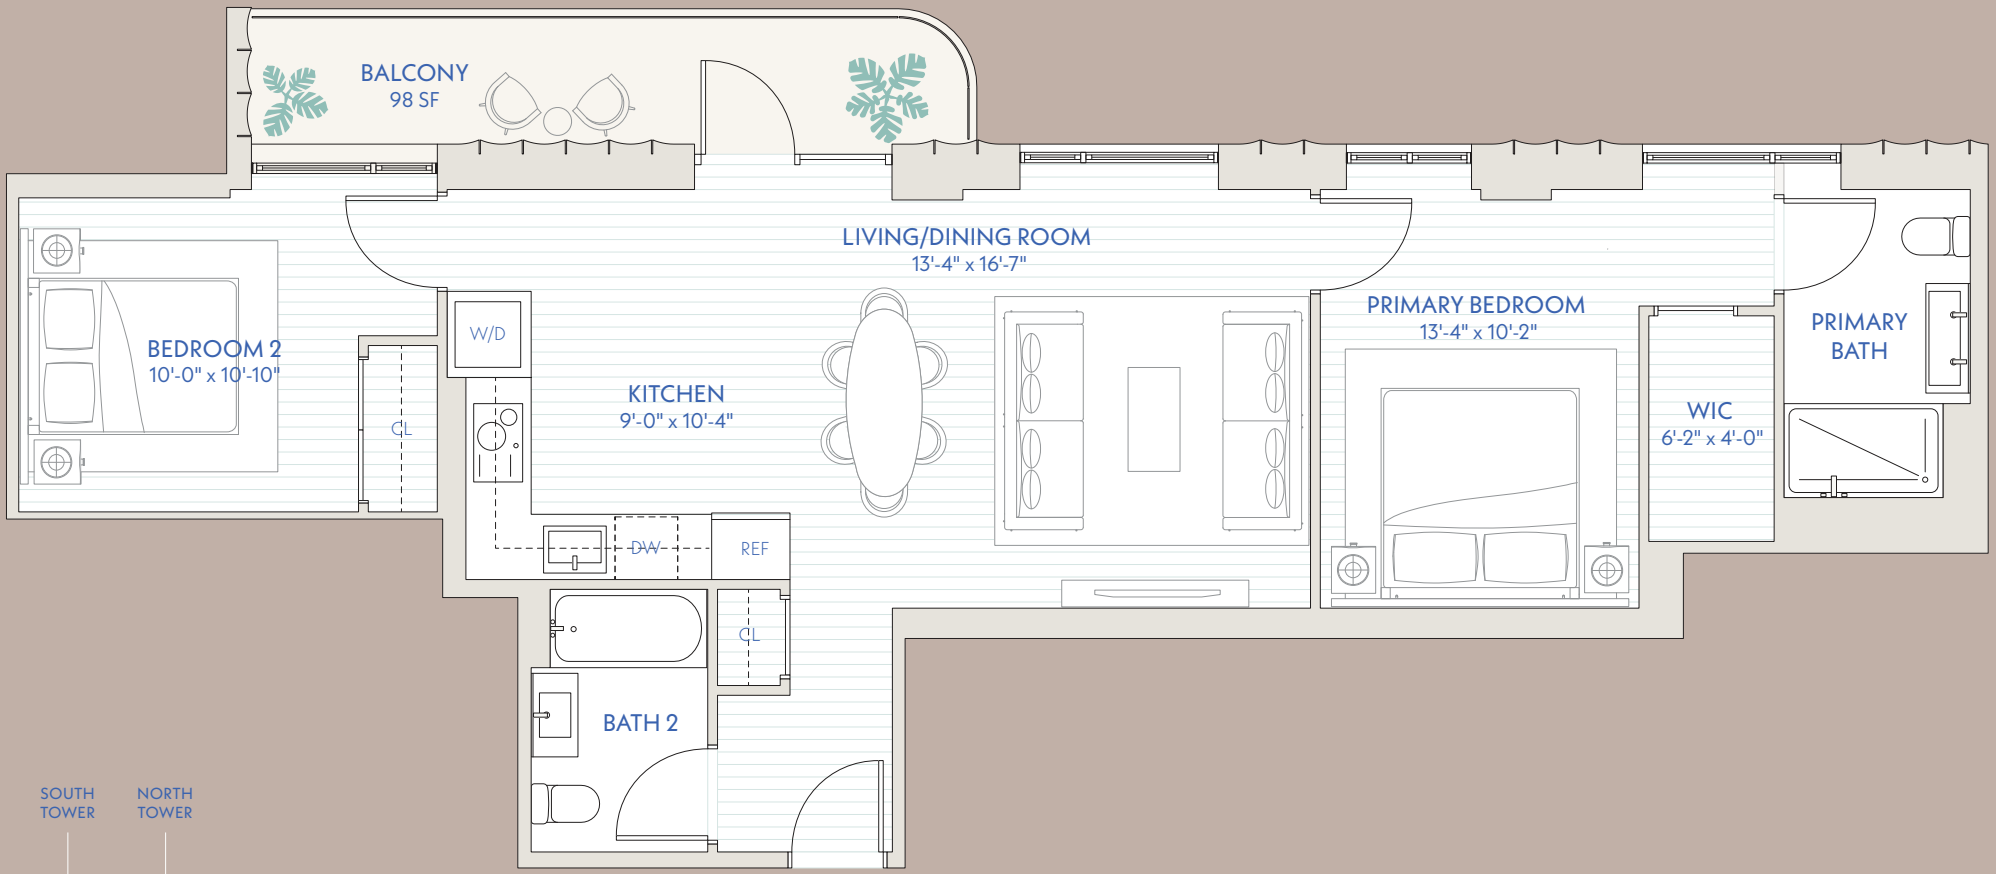 BALCONY
98 SF
LIVING/DINING ROOM
13'-4" x 16'-7"
PRIMARY BEDROOM
13'-4" x 10'-2"
PRIMARY
BATH
W/D
BEDROOM 2
10'-0" x 10'-10"
KITCHEN
9'-0" x 10'-4"
CL
WIC
6'-2" x 4'-0"
DW
REF
CL
BATH 2
SOUTH
TOWER
NORTH
TOWER